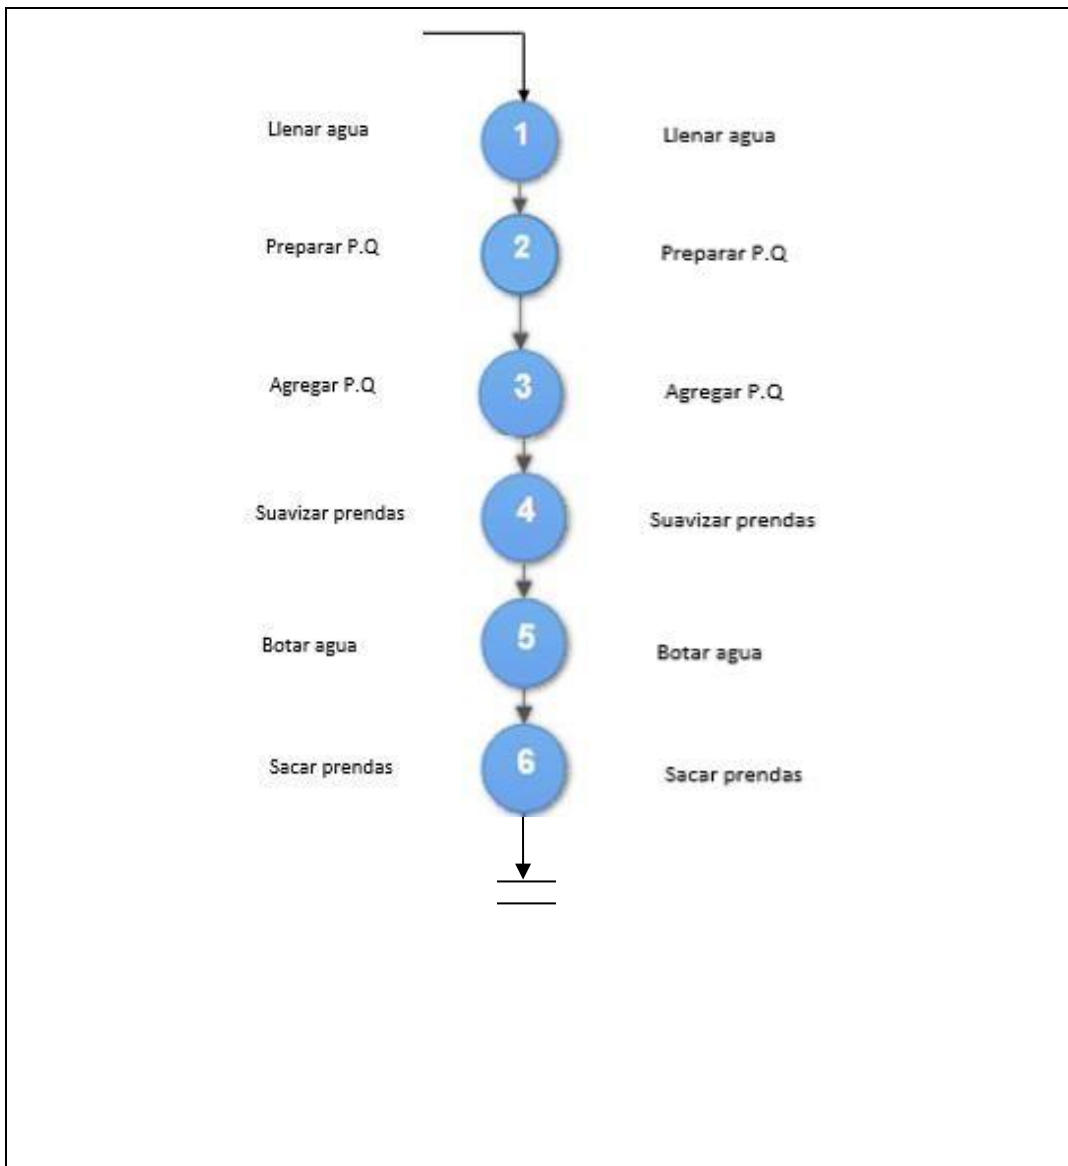 Llenar agua
1
Llenar agua
Preparar P.Q
2
Preparar P.Q
Agregar P.Q
3
Agregar P.Q
Suavizar prendas
4
Suavizar prendas
Botar agua
5
Botar agua
Sacar prendas
6
Sacar prendas